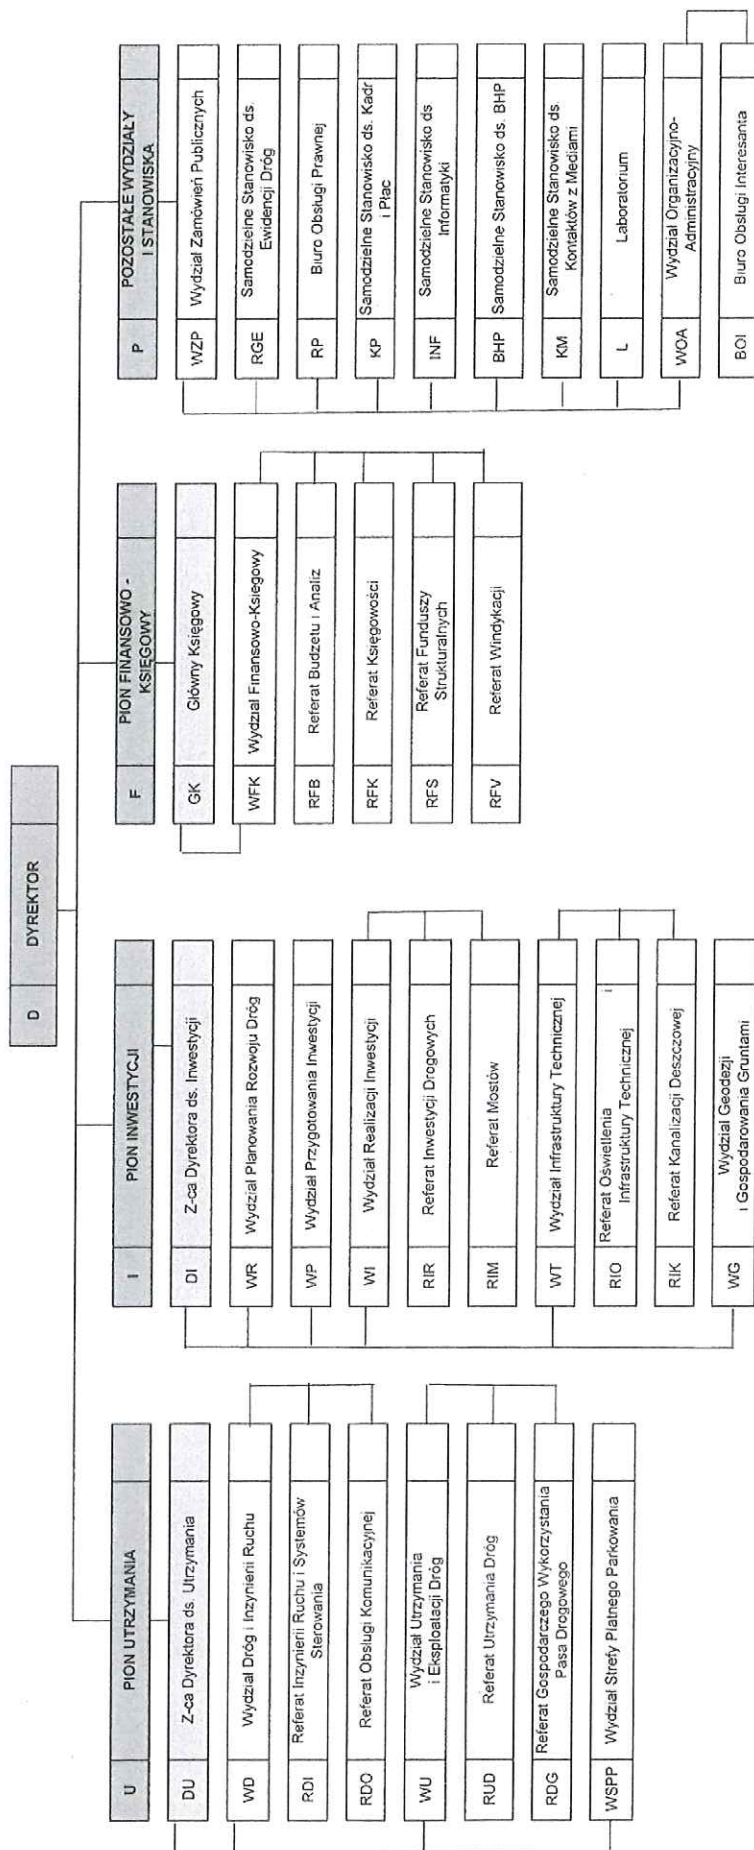 D
DYREKTOR
U
PION UTRZYMANIA
DU
Z-ca Dyrektora ds. Utrzymania
WD
Wydział Dróg i Inżynierii Ruchu
RDI
Referat Inżynierii Ruchu i Systemów
Sterowania
RDO
Referat Obsługi Komunikacyjnej
WU
Wydział Utrzymania
i Eksploatacji Dróg
RUD
Referat Utrzymania Dróg
RDG
Referat Gospodarczego Wykorzystania
Pasa Drogowego
WSPP
Wydział Strefy Płatnego Parkowania
I
PION INWESTYCJI
DI
Z-ca Dyrektora ds. Inwestycji
WR
Wydział Planowania Rozwoju Dróg
WP
Wydział Przygotowania Inwestycji
WI
Wydział Realizacji Inwestycji
RIR
Referat Inwestycji Drogowych
RIM
Referat Mostów
WT
Wydział Infrastruktury Technicznej
RIO
Referat Oświetlenia i
Infrastruktury Technicznej
RIK
Referat Kanalizacji Deszczowej
WG
Wydział Geodezji
i Gospodarowania Gruntami
F
PION FINANSOWO -
KSIĘGOWY
GK
Główny Księgowy
WFK
Wydział Finansowo-Księgowy
RFB
Referat Budżetu i Analiz
RFK
Referat Księgowości
RFS
Referat Funduszy
Strukturalnych
RFV
Referat Windykacji
P
POZOSTAŁE WYDZIAŁY
I STANOWISKA
WZP
Wydział Zamówień Publicznych
RGE
Samodzielne Stanowisko ds.
Ewidencji Dróg
RP
Biuro Obsługi Prawnej
KP
Samodzielne Stanowisko ds. Kadr
i Płac
INF
Samodzielne Stanowisko ds
Informatyki
BHP
Samodzielne Stanowisko ds. BHP
KM
Samodzielne Stanowisko ds
Kontaktów z Mediami
L
Laboratorium
WOA
Wydział Organizacyjno-
Administracyjny
BOI
Biuro Obsługi Interesanta